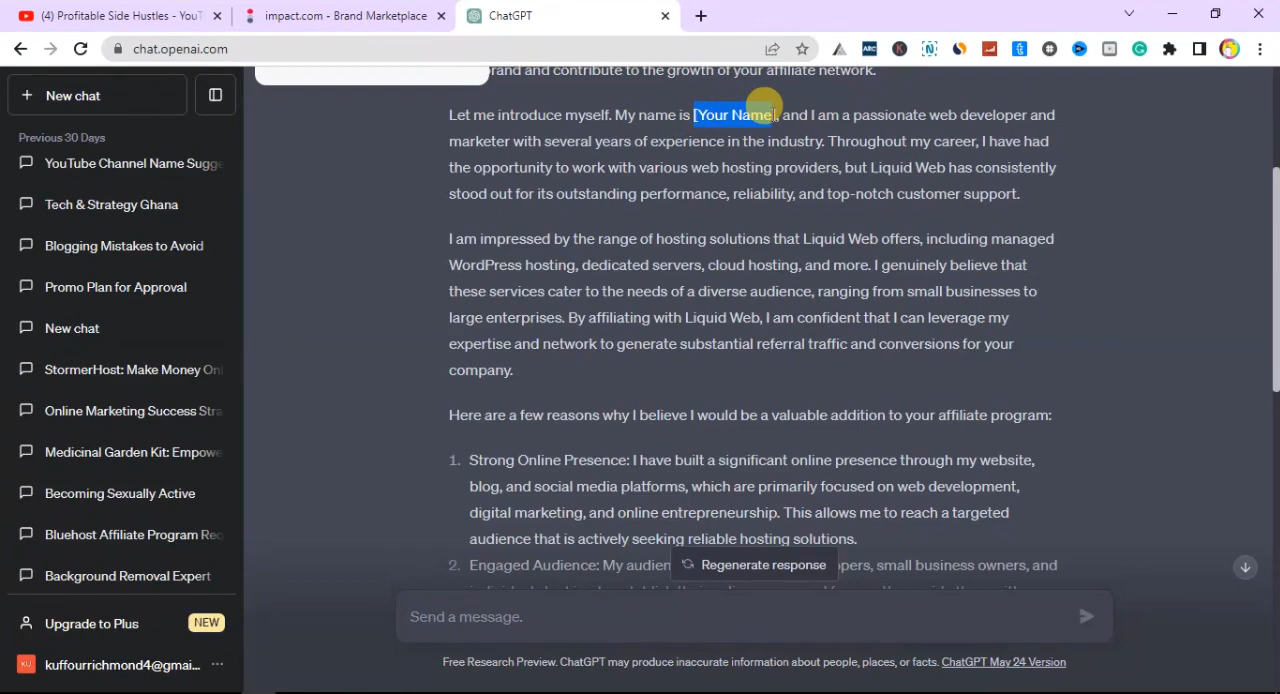 (4) Profitable Side Hustles - YouT
impact.com - Brand Marketplace
ChatGPT
chat.openai.com
ABC
New chat
Previous 30 Days
YouTube Channel Name Sugge
Tech & Strategy Ghana
Blogging Mistakes to Avoid
Promo Plan for Approval
New chat
StormerHost: Make Money Onl
Online Marketing Success Stra
Medicinal Garden Kit: Empowe
Becoming Sexually Active
Bluehost Affiliate Program Req
Background Removal Expert
Upgrade to Plus
NEW
KU
kuffourrichmond4@gmai...
brand and contribute to the growth of your affiliate network.
Let me introduce myself. My name is [Your Name], and I am a passionate web developer and
marketer with several years of experience in the industry. Throughout my career, I have had
the opportunity to work with various web hosting providers, but Liquid Web has consistently
stood out for its outstanding performance, reliability, and top-notch customer support.
I am impressed by the range of hosting solutions that Liquid Web offers, including managed
WordPress hosting, dedicated servers, cloud hosting, and more. I genuinely believe that
these services cater to the needs of a diverse audience, ranging from small businesses to
large enterprises. By affiliating with Liquid Web, I am confident that I can leverage my
expertise and network to generate substantial referral traffic and conversions for your
company.
Here are a few reasons why I believe I would be a valuable addition to your affiliate program:
1. Strong Online Presence: I have built a significant online presence through my website,
blog, and social media platforms, which are primarily focused on web development,
digital marketing, and online entrepreneurship. This allows me to reach a targeted
audience that is actively seeking reliable hosting solutions.
2. Engaged Audience: My audien opers, small business owners, and
Regenerate response
Send a message.
Free Research Preview. ChatGPT may produce inaccurate information about people, places, or facts. ChatGPT May 24 Version